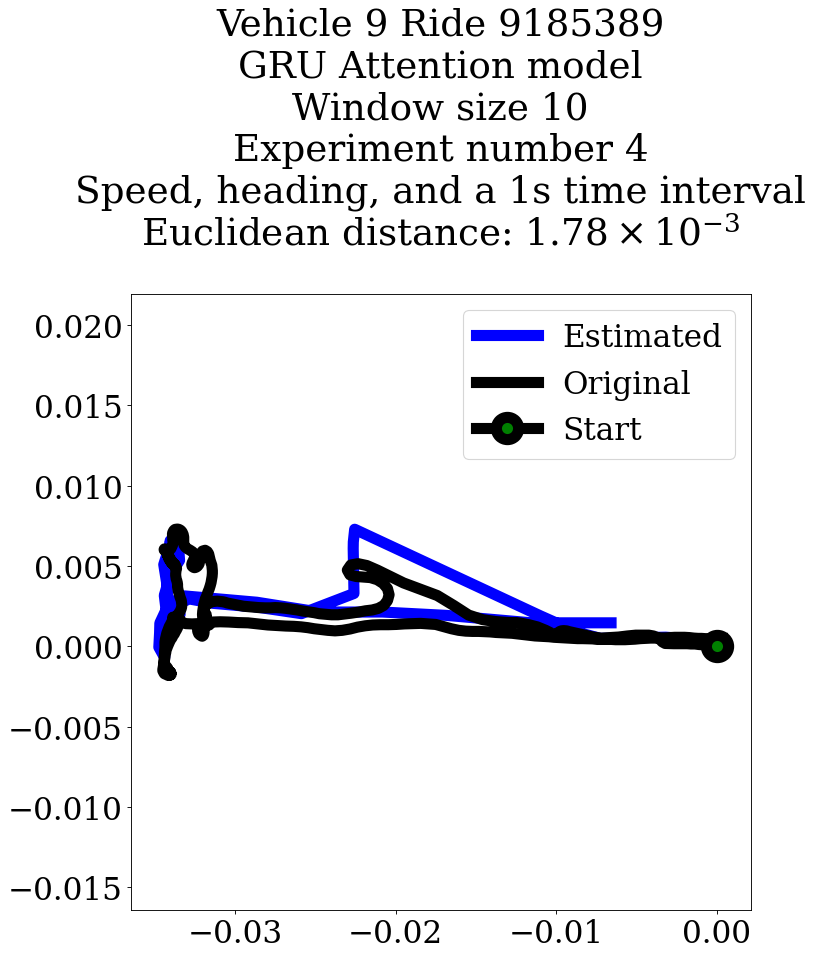 Vehicle 9 Ride 9185389
GRU Attention model
Window size 10
Experiment number 4
Speed, heading, and a 1s time interval
Euclidean distance: 1.78 × 10⁻³
Estimated
Original
Start
0.020
0.015
0.010
0.005
0.000
−0.005
−0.010
−0.015
−0.03
−0.02
−0.01
0.00